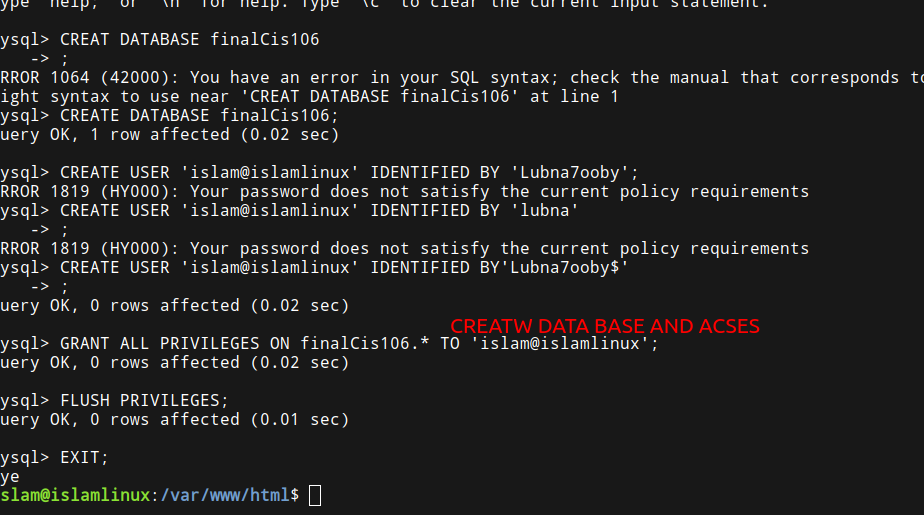 ype 'help;' or '\h' for help. Type '\c' to clear the current input statement.
ysql> CREAT DATABASE finalCis106
-> ;
RROR 1064 (42000): You have an error in your SQL syntax; check the manual that corresponds to
ight syntax to use near 'CREAT DATABASE finalCis106' at line 1
ysql> CREATE DATABASE finalCis106;
uery OK, 1 row affected (0.02 sec)
ysql> CREATE USER 'islam@islamlinux' IDENTIFIED BY 'Lubna7ooby';
RROR 1819 (HY000): Your password does not satisfy the current policy requirements
ysql> CREATE USER 'islam@islamlinux' IDENTIFIED BY 'lubna'
-> ;
RROR 1819 (HY000): Your password does not satisfy the current policy requirements
ysql> CREATE USER 'islam@islamlinux' IDENTIFIED BY'Lubna7ooby$'
-> ;
uery OK, 0 rows affected (0.02 sec)
CREATW DATA BASE AND ACSES
ysql> GRANT ALL PRIVILEGES ON finalCis106.* TO 'islam@islamlinux';
uery OK, 0 rows affected (0.02 sec)
ysql> FLUSH PRIVILEGES;
uery OK, 0 rows affected (0.01 sec)
ysql> EXIT;
ye
slam@islamlinux:/var/www/html$